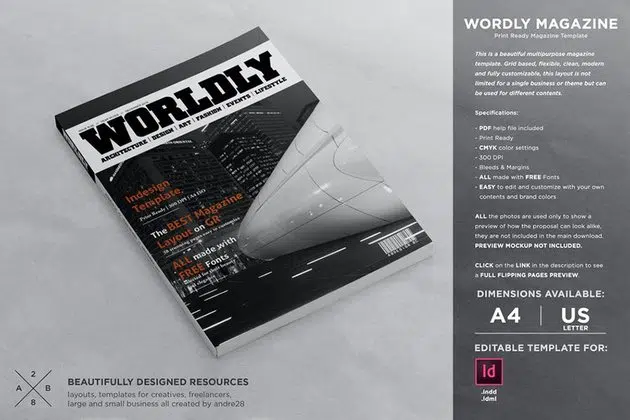 WORLDLY
ARCHITECTURE | DESIGN | ART | FASHION | EVENTS | LIFESTYLE
Indesign
Template,
Print Ready | 300 DPI | A4 ISO
The BEST Magazine
Layout on GR
ALL made with
FREE Fonts
WORDLY MAGAZINE
Print Ready Magazine Template
This is a beautiful multipurpose magazine
template. Grid based, flexible, clean, modern
and fully customizable, this layout is not
limited for a single business or theme but can
be used for different contents.
Specifications:
- PDF help file included
- Print Ready
- CMYK color settings
- 300 DPI
- Bleeds & Margins
- ALL made with FREE Fonts
- EASY to edit and customize with your own
contents and brand colors
ALL the photos are used only to show a
preview of how the proposal can look alike,
they are not included in the main download.
PREVIEW MOCKUP NOT INCLUDED.
CLICK on the LINK in the description to see
a FULL FLIPPING PAGES PREVIEW.
DIMENSIONS AVAILABLE:
A4 | US
LETTER
EDITABLE TEMPLATE FOR:
Id
.indd
.idml
2
A B
8
BEAUTIFULLY DESIGNED RESOURCES
layouts, templates for creatives, freelancers,
large and small business all created by andre28